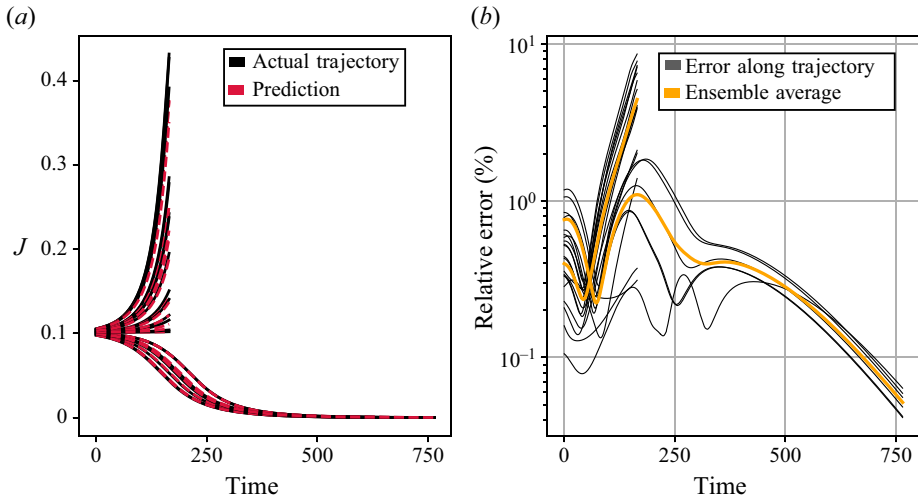 (a)
Actual trajectory
Prediction
0.4
0.3
0.2
0.1
0
J
0
250
500
750
Time
(b)
Error along trajectory
Ensemble average
10^1
10^0
10^-1
Relative error (%)
0
250
500
750
Time